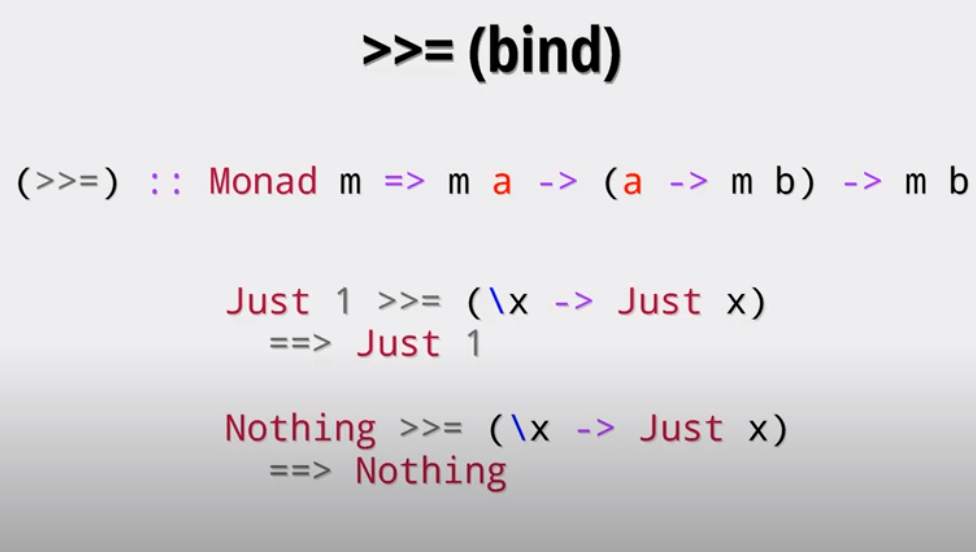 >>= (bind)
(>>=) :: Monad m => m a -> (a -> m b) -> m b
Just 1 >>= (\x -> Just x)
==> Just 1
Nothing >>= (\x -> Just x)
==> Nothing